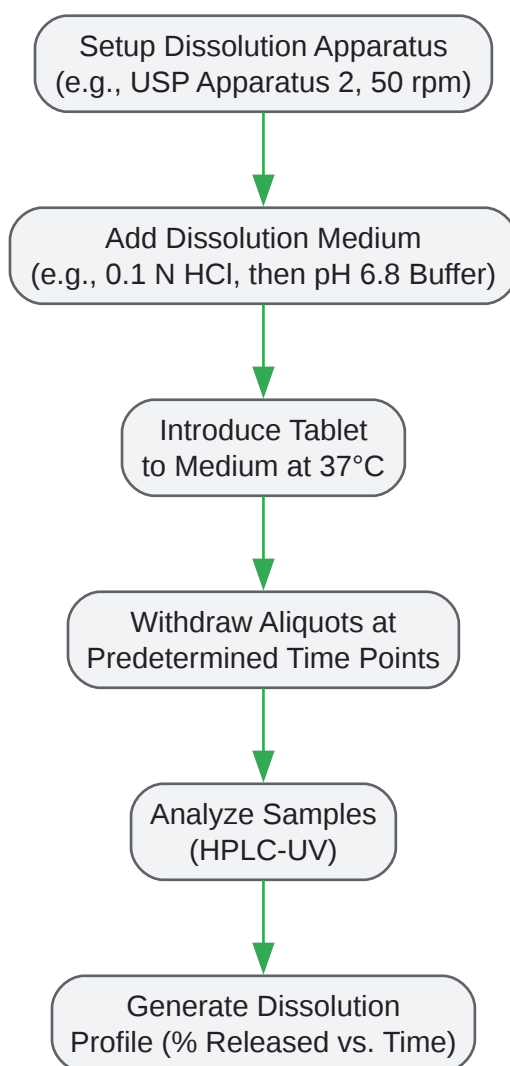 Setup Dissolution Apparatus
(e.g., USP Apparatus 2, 50 rpm)
Add Dissolution Medium
(e.g., 0.1 N HCl, then pH 6.8 Buffer)
Introduce Tablet
to Medium at 37°C
Withdraw Aliquots at
Predetermined Time Points
Analyze Samples
(HPLC-UV)
Generate Dissolution
Profile (% Released vs. Time)